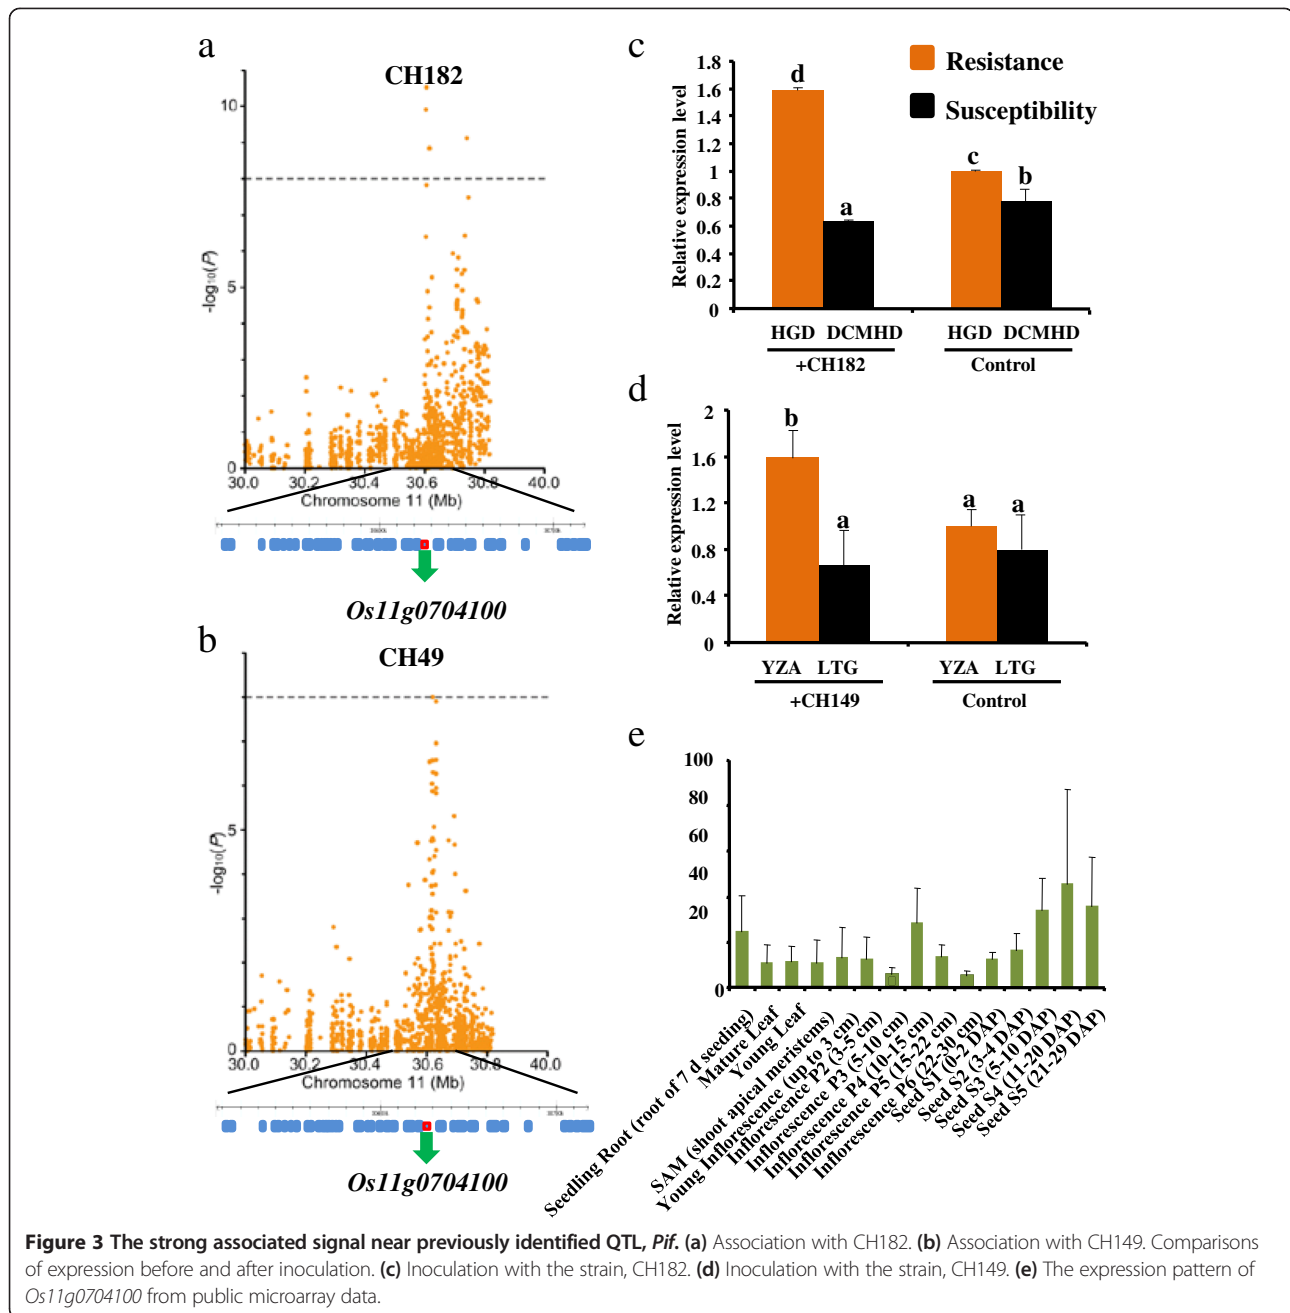 a
CH182
10
5
0
-log10(P)
30.0 30.2 30.4 30.6 30.8 40.0
Chromosome 11 (Mb)
Os11g0704100
b
CH49
5
0
-log10(P)
30.0 30.2 30.4 30.6 30.8 40.0
Chromosome 11 (Mb)
Os11g0704100
c
Resistance
Susceptibility
Relative expression level
1.8
1.6
1.4
1.2
1
0.8
0.6
0.4
0.2
0
d
a
c
b
HGD DCMHD HGD DCMHD
+CH182 Control
d
Relative expression level
2
1.6
1.2
0.8
0.4
0
b
a
a
a
YZA LTG YZA LTG
+CH149 Control
e
100
80
60
40
20
0
Seedling Root (root of 7 d seeding)
Mature Leaf
Young Leaf
SAM (shoot apical meristems)
Young Inflorescence (up to 3 cm)
Inflorescence P2 (3-5 cm)
Inflorescence P3 (5-10 cm)
Inflorescence P4 (10-15 cm)
Inflorescence P5 (15-22 cm)
Inflorescence P6 (22-30 cm)
Seed S1 (0-2 DAP)
Seed S2 (3-4 DAP)
Seed S3 (5-10 DAP)
Seed S4 (11-20 DAP)
Seed S5 (21-29 DAP)
Figure 3 The strong associated signal near previously identified QTL, Pif. (a) Association with CH182. (b) Association with CH149. Comparisons
of expression before and after inoculation. (c) Inoculation with the strain, CH182. (d) Inoculation with the strain, CH149. (e) The expression pattern of
Os11g0704100 from public microarray data.